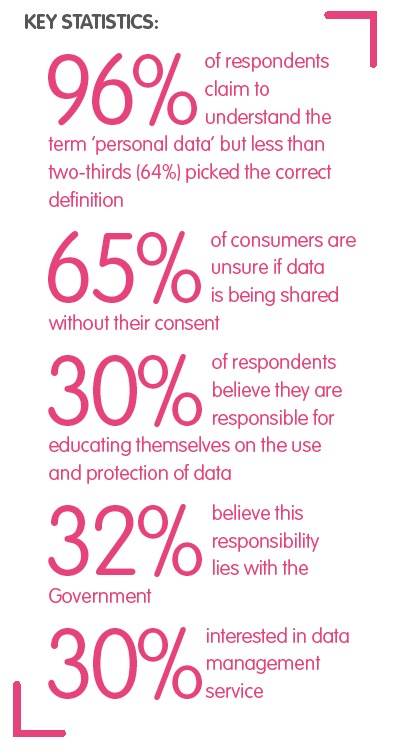 KEY STATISTICS:
96% of respondents
claim to
understand the
term ‘personal data’ but less than
two-thirds (64%) picked the correct
definition
65% of consumers are
unsure if data
is being shared
without their consent
30% of respondents
believe they are
responsible for
educating themselves on the use
and protection of data
32% believe this
responsibility
lies with the
Government
30% interested in data
management
service